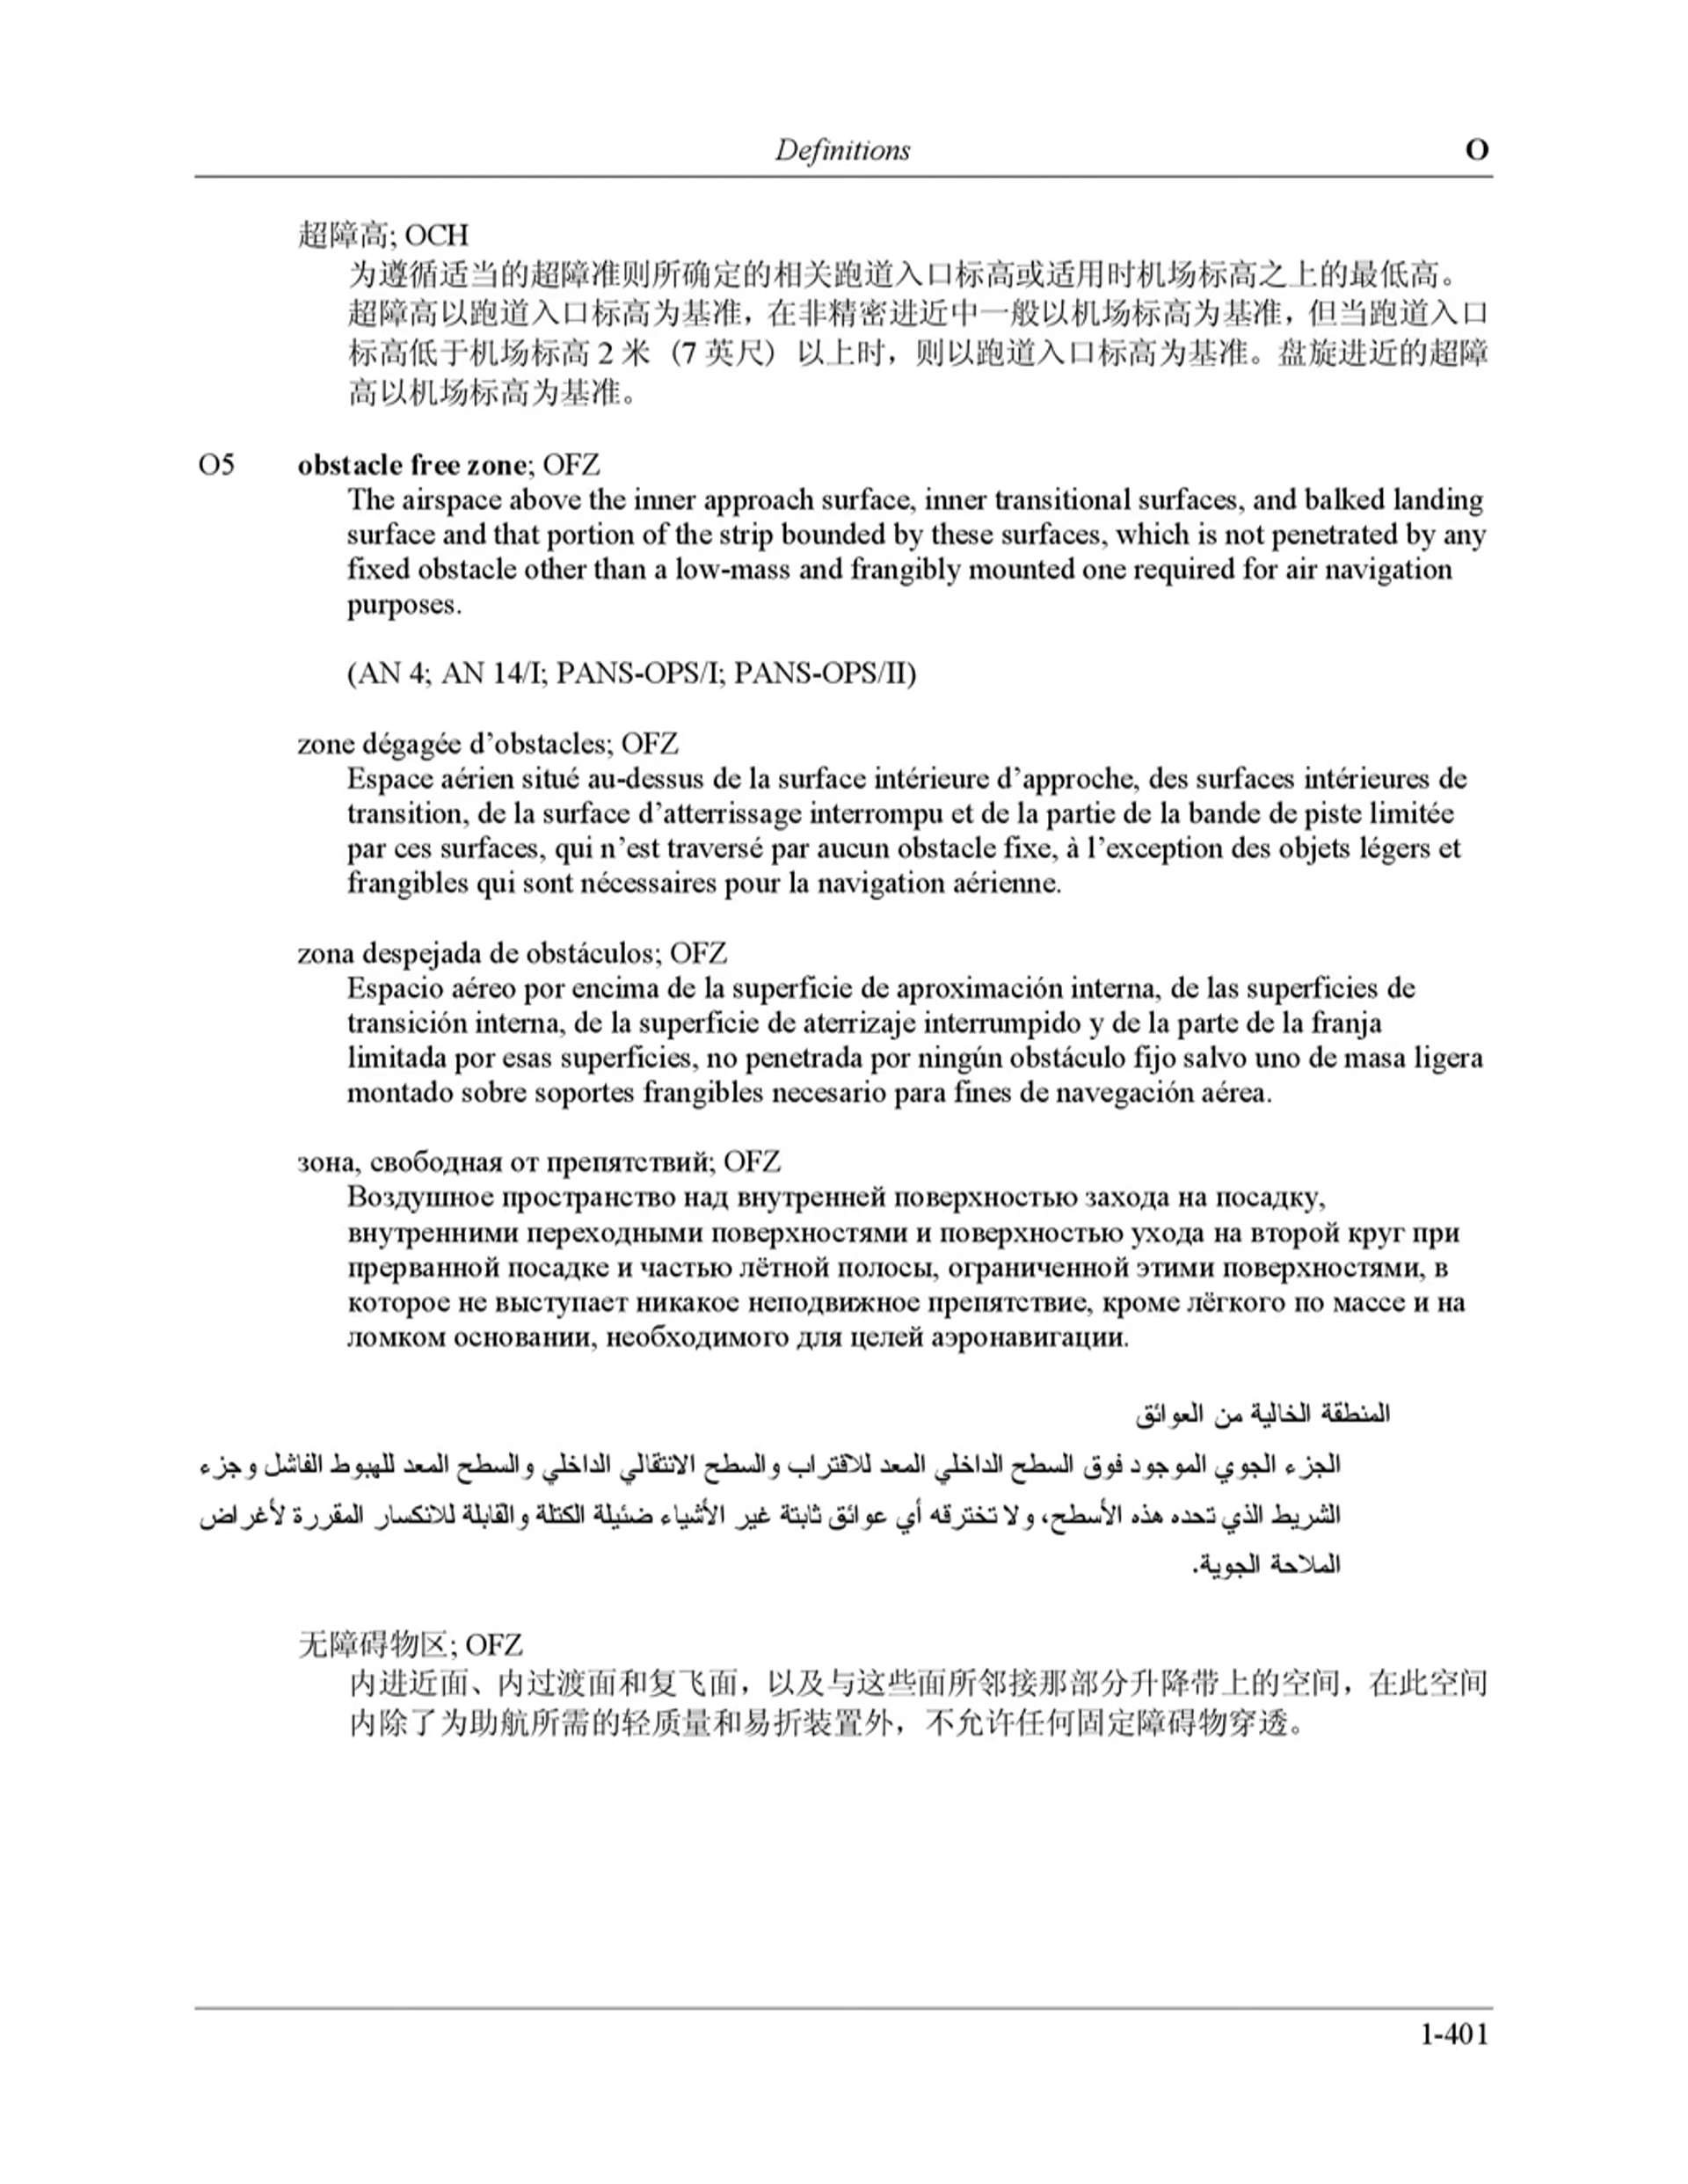 Definitions
O
超障高; OCH
为遵循适当的超障准则所确定的相关跑道入口标高或适用时机场标高之上的最低高。
超障高以跑道入口标高为基准，在非精密进近中一般以机场标高为基准，但当跑道入口
标高低于机场标高 2 米（7 英尺）以上时，则以跑道入口标高为基准。盘旋进近的超障
高以机场标高为基准。
O5 obstacle free zone; OFZ
The airspace above the inner approach surface, inner transitional surfaces, and balked landing
surface and that portion of the strip bounded by these surfaces, which is not penetrated by any
fixed obstacle other than a low-mass and frangibly mounted one required for air navigation
purposes.
(AN 4; AN 14/I; PANS-OPS/I; PANS-OPS/II)
zone dégagée d’obstacles; OFZ
Espace aérien situé au-dessus de la surface intérieure d’approche, des surfaces intérieures de
transition, de la surface d’atterrissage interrompu et de la partie de la bande de piste limitée
par ces surfaces, qui n’est traversé par aucun obstacle fixe, à l’exception des objets légers et
frangibles qui sont nécessaires pour la navigation aérienne.
zona despejada de obstáculos; OFZ
Espacio aéreo por encima de la superficie de aproximación interna, de las superficies de
transición interna, de la superficie de aterrizaje interrumpido y de la parte de la franja
limitada por esas superficies, no penetrada por ningún obstáculo fijo salvo uno de masa ligera
montado sobre soportes frangibles necesario para fines de navegación aérea.
зона, свободная от препятствий; OFZ
Воздушное пространство над внутренней поверхностью захода на посадку,
внутренними переходными поверхностями и поверхностью ухода на второй круг при
прерванной посадке и частью лётной полосы, ограниченной этими поверхностями, в
которое не выступает никакое неподвижное препятствие, кроме лёгкого по массе и на
ломком основании, необходимого для целей аэронавигации.
المنطقة الخالية من العوائق
الجزء الجوي الموجود فوق السطح الداخلي المعد للاقتراب والسطح الانتقالي الداخلي والسطح المعد للهبوط الفاشل وجزء
الشريط الذي تحده هذه الأسطح، ولا تخترقه أي عوائق ثابتة غير الأشياء ضئيلة الكتلة والقابلة للانكسار المقررة لأغراض
الملاحة الجوية.
无障碍物区; OFZ
内进近面、内过渡面和复飞面，以及与这些面所邻接那部分升降带上的空间，在此空间
内除了为助航所需的轻质量和易折装置外，不允许任何固定障碍物穿透。
1-401